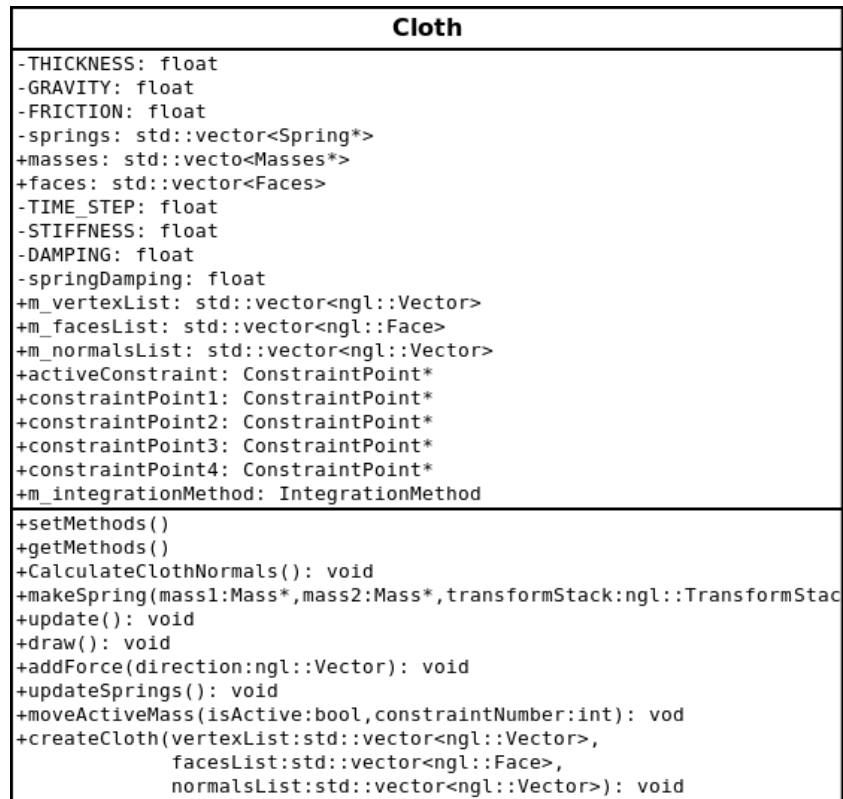 Cloth
-THICKNESS: float
-GRAVITY: float
-FRICTION: float
-springs: std::vector<Spring*>
+masses: std::vecto<Masses*>
+faces: std::vector<Faces>
-TIME_STEP: float
-STIFFNESS: float
-DAMPING: float
-springDamping: float
+m_vertexList: std::vector<ngl::Vector>
+m_facesList: std::vector<ngl::Face>
+m_normalsList: std::vector<ngl::Vector>
+activeConstraint: ConstraintPoint*
+constraintPoint1: ConstraintPoint*
+constraintPoint2: ConstraintPoint*
+constraintPoint3: ConstraintPoint*
+constraintPoint4: ConstraintPoint*
+m_integrationMethod: IntegrationMethod
+setMethods()
+getMethods()
+CalculateClothNormals(): void
+makeSpring(mass1:Mass*,mass2:Mass*,transformStack:ngl::TransformStac
+update(): void
+draw(): void
+addForce(direction:ngl::Vector): void
+updateSprings(): void
+moveActiveMass(isActive:bool,constraintNumber:int): vod
+createCloth(vertexList:std::vector<ngl::Vector>,
facesList:std::vector<ngl::Face>,
normalsList:std::vector<ngl::Vector>): void